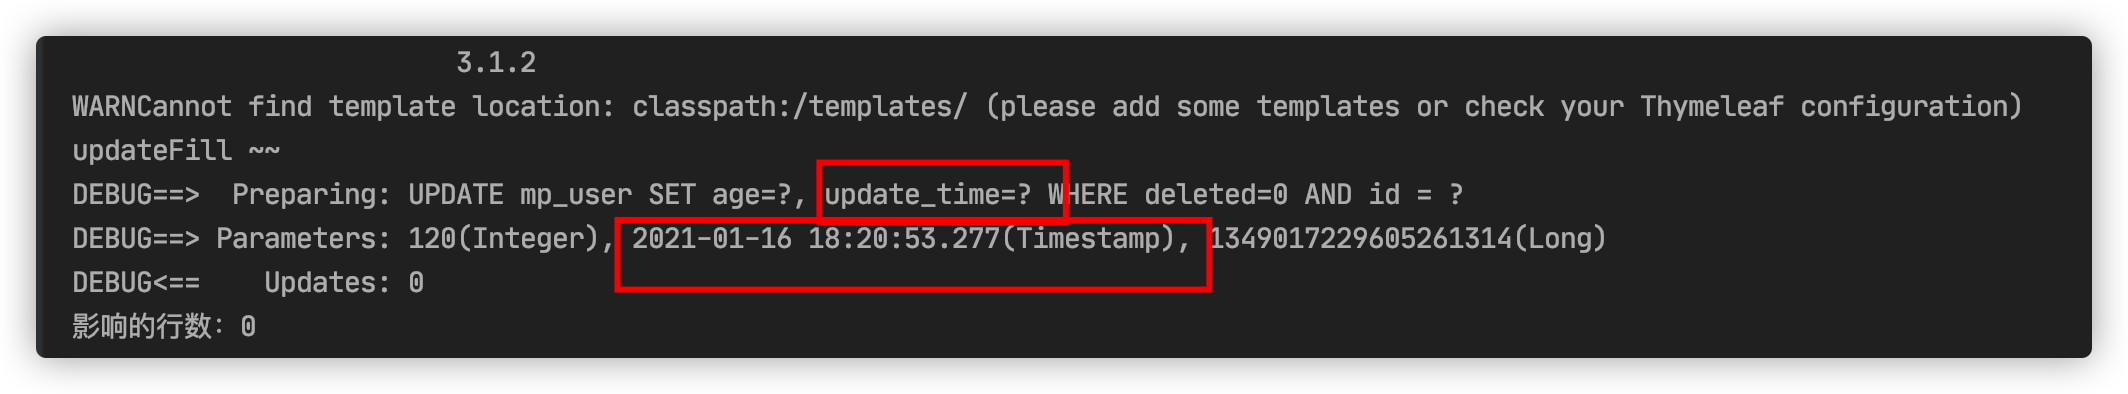 3.1.2
WARNCannot find template location: classpath:/templates/ (please add some templates or check your Thymeleaf configuration)
updateFill ~~
DEBUG==>  Preparing: UPDATE mp_user SET age=?, update_time=? WHERE deleted=0 AND id = ?
DEBUG==> Parameters: 120(Integer), 2021-01-16 18:20:53.277(Timestamp), 1349017229605261314(Long)
DEBUG<==    Updates: 0
影响的行数：0